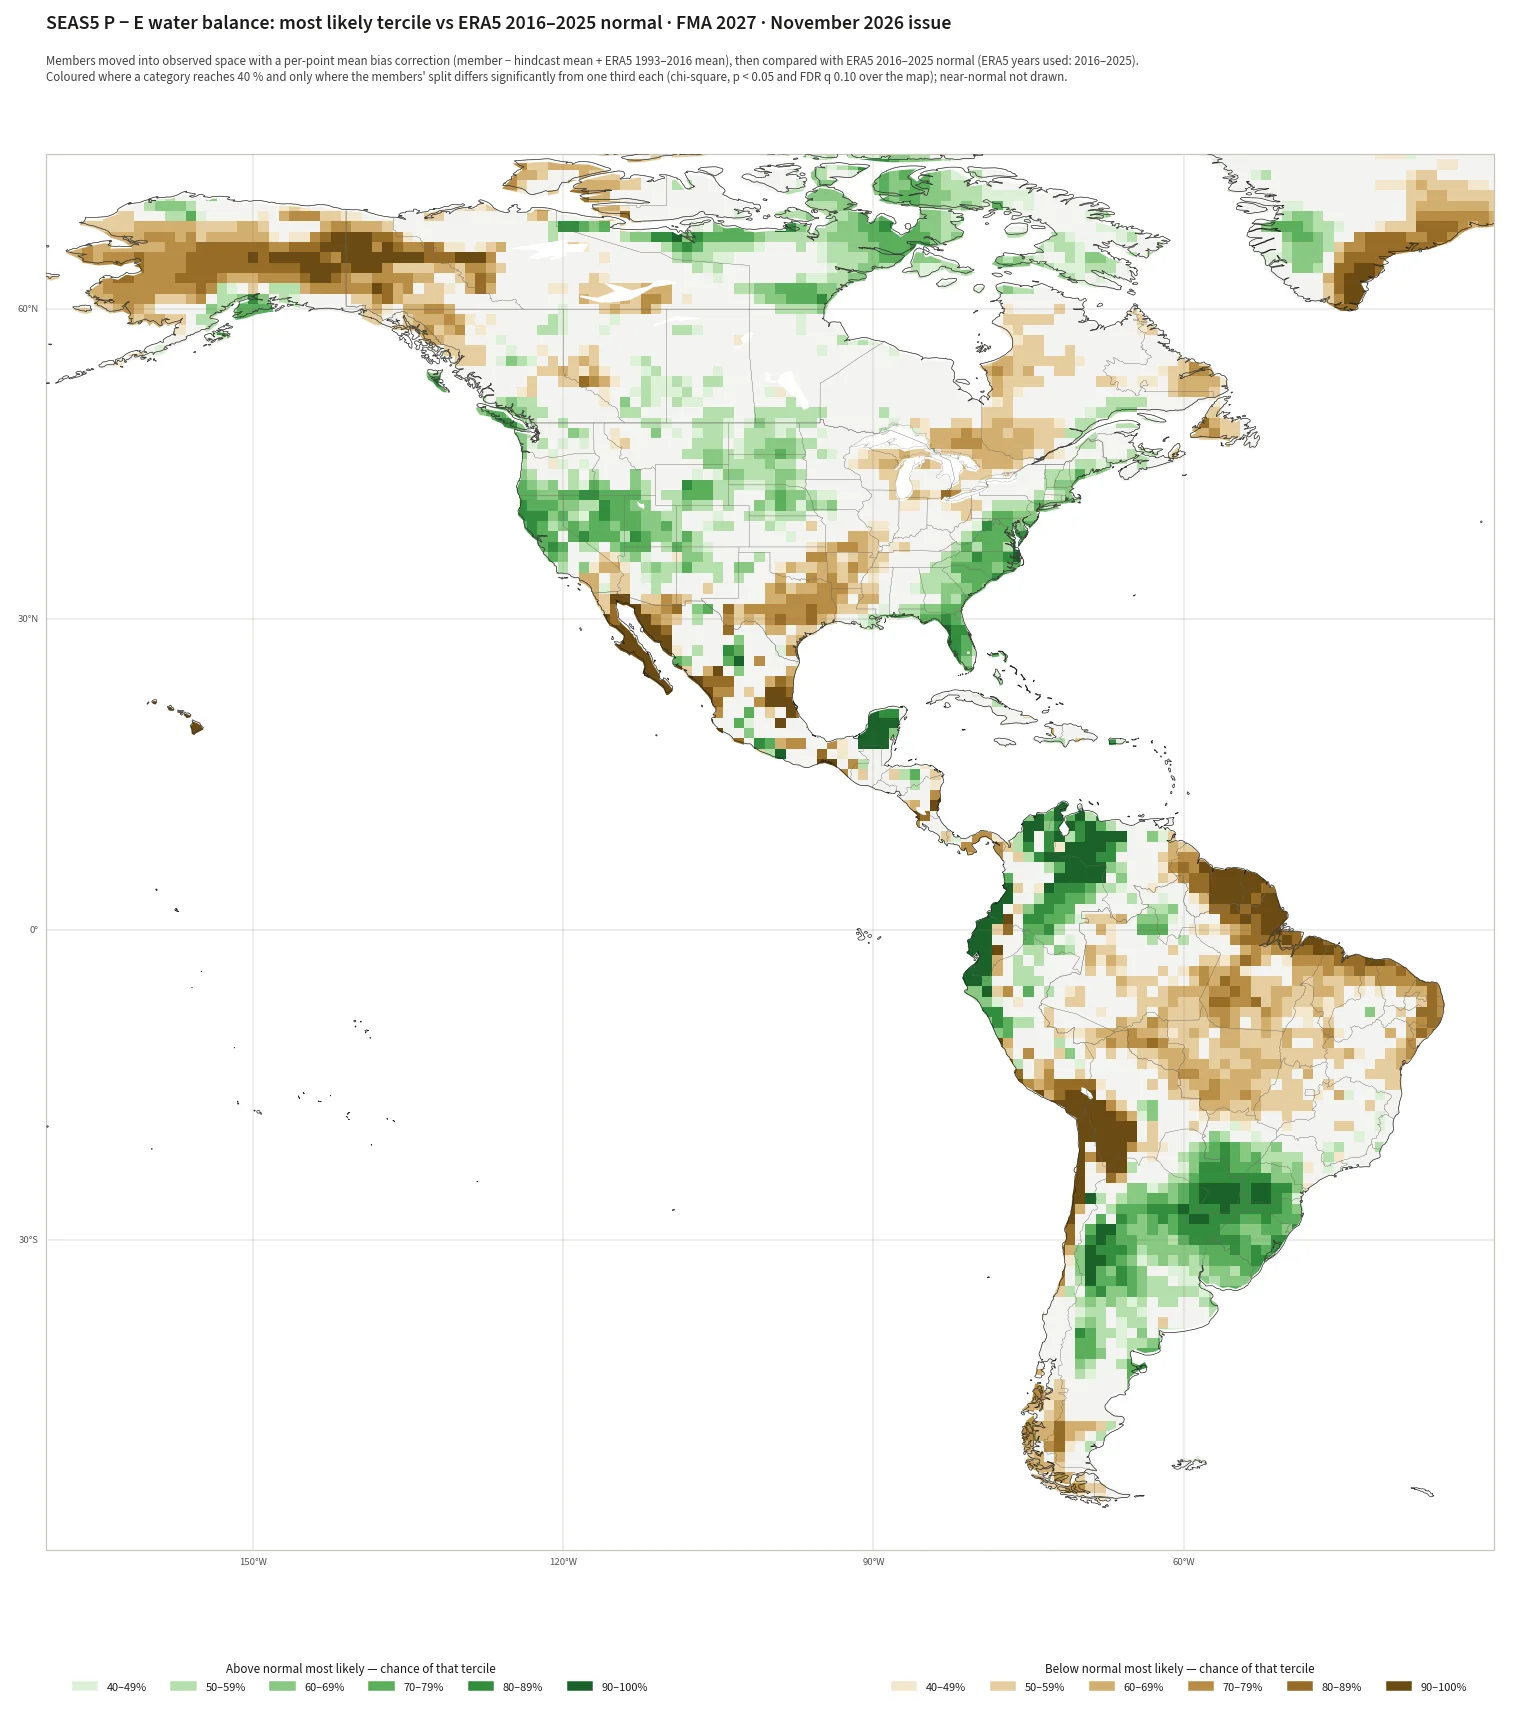 SEAS5 P − E water balance: most likely tercile vs ERA5 2016–2025 normal · FMA 2027 · November 2026 issue
Members moved into observed space with a per-point mean bias correction (member − hindcast mean + ERA5 1993–2016 mean), then compared with ERA5 2016–2025 normal (ERA5 years used: 2016–2025).
Coloured where a category reaches 40 % and only where the members' split differs significantly from one third each (chi-square, p < 0.05 and FDR q 0.10 over the map); near-normal not drawn.
60°N
30°N
0°
30°S
150°W 120°W 90°W 60°W
Above normal most likely — chance of that tercile
40–49% 50–59% 60–69% 70–79% 80–89% 90–100%
Below normal most likely — chance of that tercile
40–49% 50–59% 60–69% 70–79% 80–89% 90–100%